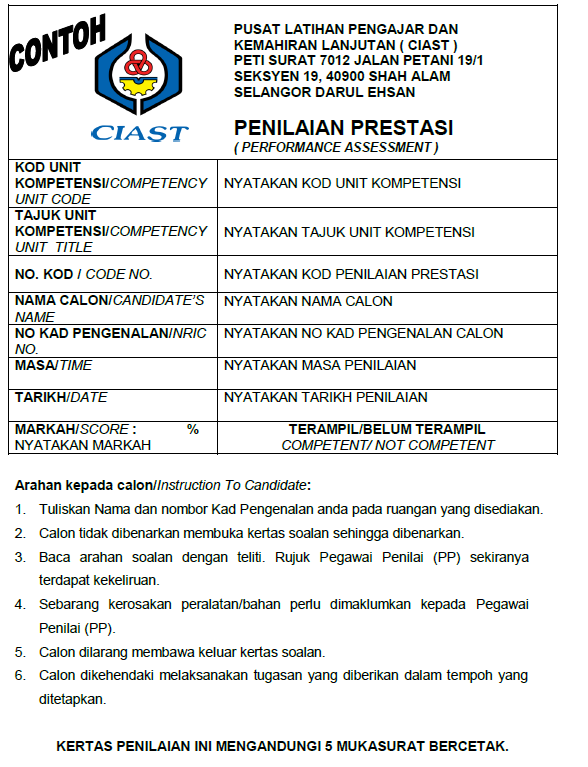 CONTOH
CIAST
PUSAT LATIHAN PENGAJAR DAN
KEMAHIRAN LANJUTAN ( CIAST )
PETI SURAT 7012 JALAN PETANI 19/1
SEKSYEN 19, 40900 SHAH ALAM
SELANGOR DARUL EHSAN
PENILAIAN PRESTASI
( PERFORMANCE ASSESSMENT )
KOD UNIT
KOMPETENSI/COMPETENCY
UNIT CODE
NYATAKAN KOD UNIT KOMPETENSI
TAJUK UNIT
KOMPETENSI/COMPETENCY
UNIT TITLE
NYATAKAN TAJUK UNIT KOMPETENSI
NO. KOD / CODE NO.
NYATAKAN KOD PENILAIAN PRESTASI
NAMA CALON/CANDIDATE'S
NAME
NYATAKAN NAMA CALON
NO KAD PENGENALAN/NRIC
NO.
NYATAKAN NO KAD PENGENALAN CALON
MASA/TIME
NYATAKAN MASA PENILAIAN
TARIKH/DATE
NYATAKAN TARIKH PENILAIAN
MARKAH/SCORE : %
NYATAKAN MARKAH
TERAMPIL/BELUM TERAMPIL
COMPETENT/ NOT COMPETENT
Arahan kepada calon/Instruction To Candidate:
1. Tuliskan Nama dan nombor Kad Pengenalan anda pada ruangan yang disediakan.
2. Calon tidak dibenarkan membuka kertas soalan sehingga dibenarkan.
3. Baca arahan soalan dengan teliti. Rujuk Pegawai Penilai (PP) sekiranya
terdapat kekeliruan.
4. Sebarang kerosakan peralatan/bahan perlu dimaklumkan kepada Pegawai
Penilai (PP).
5. Calon dilarang membawa keluar kertas soalan.
6. Calon dikehendaki melaksanakan tugasan yang diberikan dalam tempoh yang
ditetapkan.
KERTAS PENILAIAN INI MENGANDUNGI 5 MUKASURAT BERCETAK.